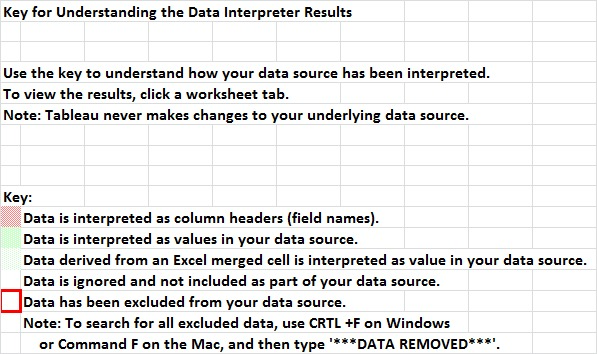 Key for Understanding the Data Interpreter Results
Use the key to understand how your data source has been interpreted.
To view the results, click a worksheet tab.
Note: Tableau never makes changes to your underlying data source.
Key:
Data is interpreted as column headers (field names).
Data is interpreted as values in your data source.
Data derived from an Excel merged cell is interpreted as value in your data source.
Data is ignored and not included as part of your data source.
Data has been excluded from your data source.
Note: To search for all excluded data, use CRTL +F on Windows
or Command F on the Mac, and then type '***DATA REMOVED***'.